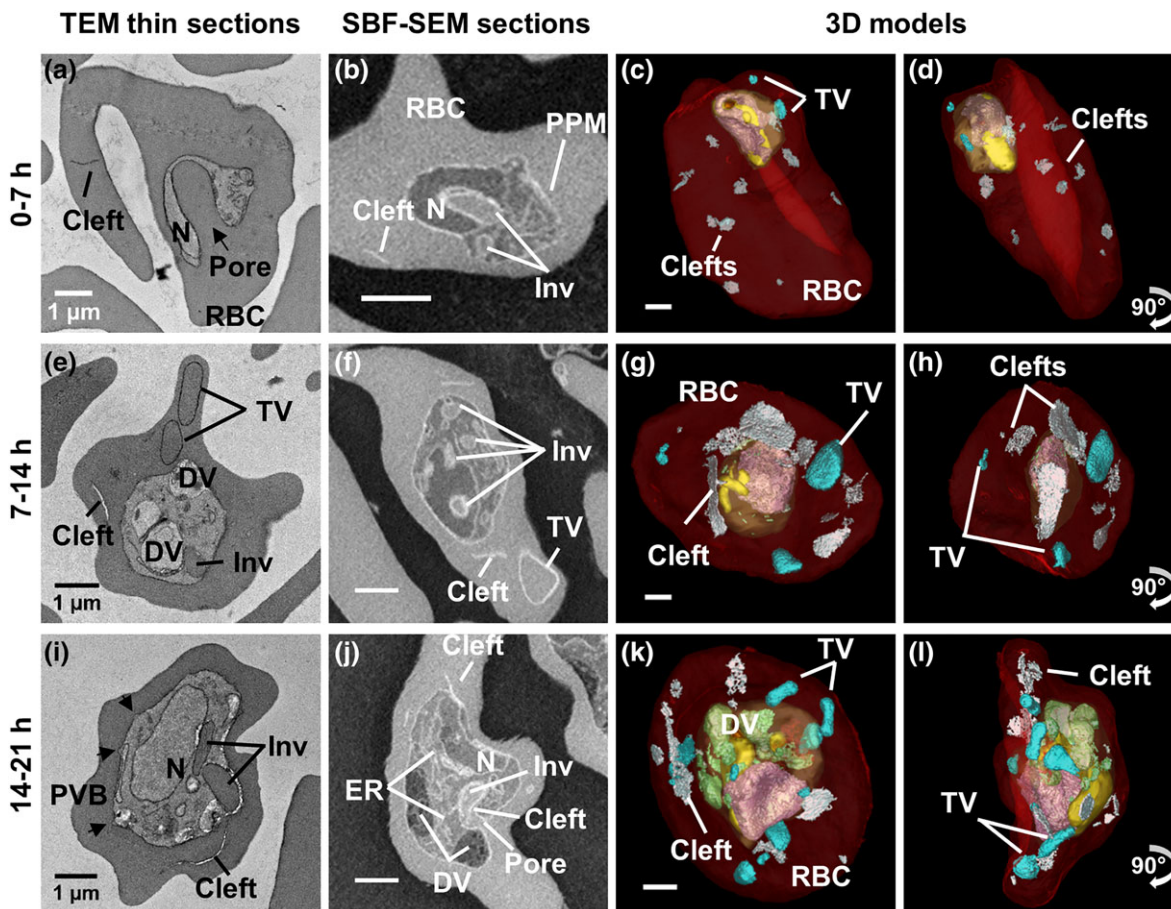 TEM thin sections SBF-SEM sections 3D models
0-7 h
(a)
Cleft
N
Pore
1 µm
RBC
(b)
RBC
PPM
Cleft
N
Inv
(c)
TV
Clefts
RBC
(d)
Clefts
90°
7-14 h
(e)
TV
DV
Cleft
DV
Inv
1 µm
(f)
Inv
TV
Cleft
(g)
RBC
TV
Cleft
(h)
Clefts
TV
90°
14-21 h
(i)
Inv
N
PVB
Cleft
1 µm
(j)
Cleft
N
Inv
ER
Cleft
Pore
DV
(k)
TV
DV
Cleft
RBC
(l)
Cleft
TV
90°